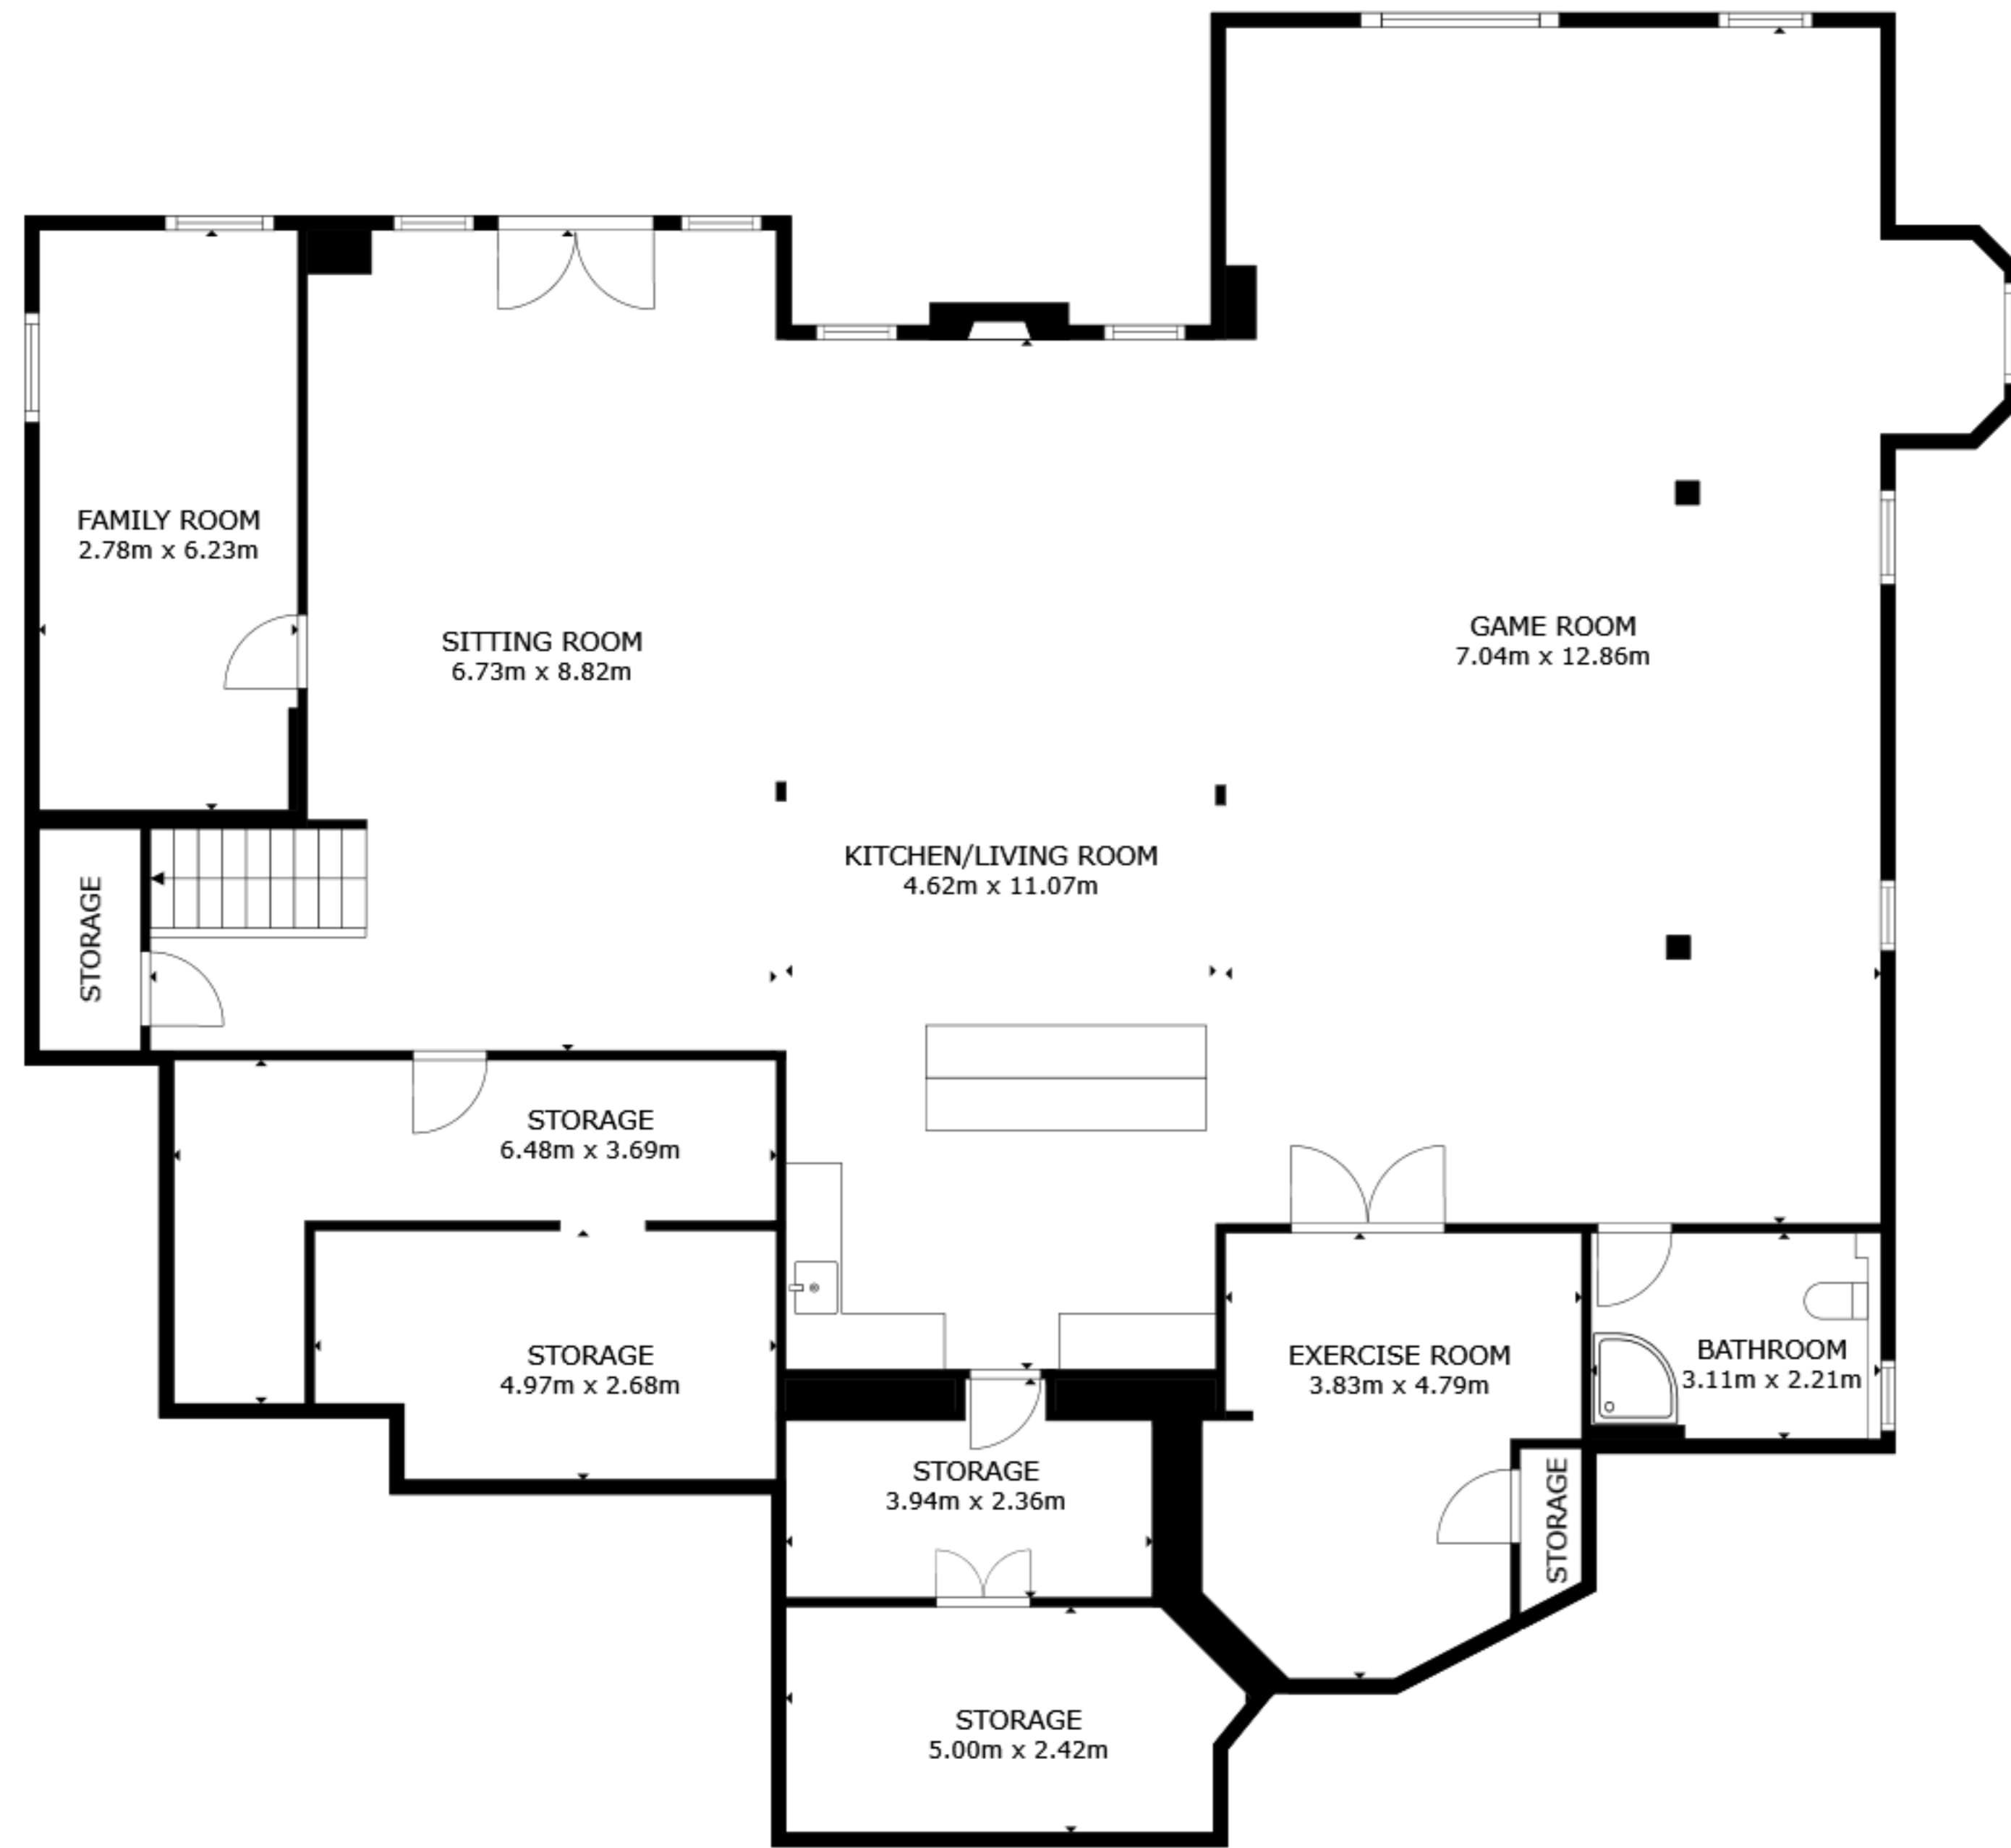 FAMILY ROOM
2.78m x 6.23m
SITTING ROOM
6.73m x 8.82m
GAME ROOM
7.04m x 12.86m
KITCHEN/LIVING ROOM
4.62m x 11.07m
STORAGE
STORAGE
6.48m x 3.69m
STORAGE
4.97m x 2.68m
EXERCISE ROOM
3.83m x 4.79m
BATHROOM
3.11m x 2.21m
STORAGE
3.94m x 2.36m
STORAGE
STORAGE
5.00m x 2.42m